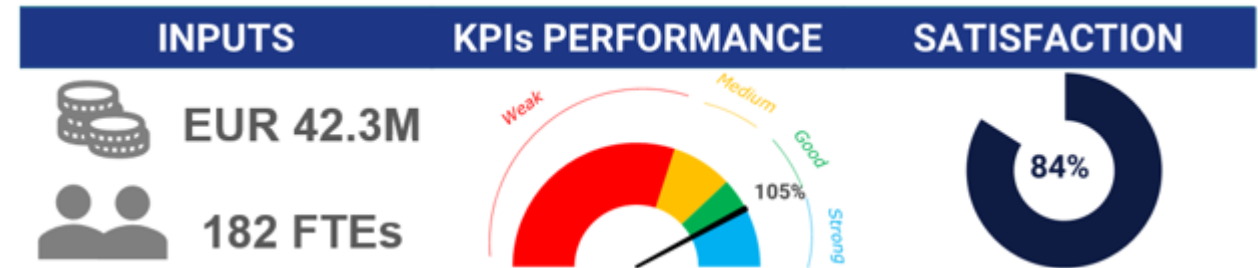 INPUTS
KPIs PERFORMANCE
SATISFACTION
EUR 42.3M
182 FTEs
Weak
Medium
Good
Strong
105%
84%